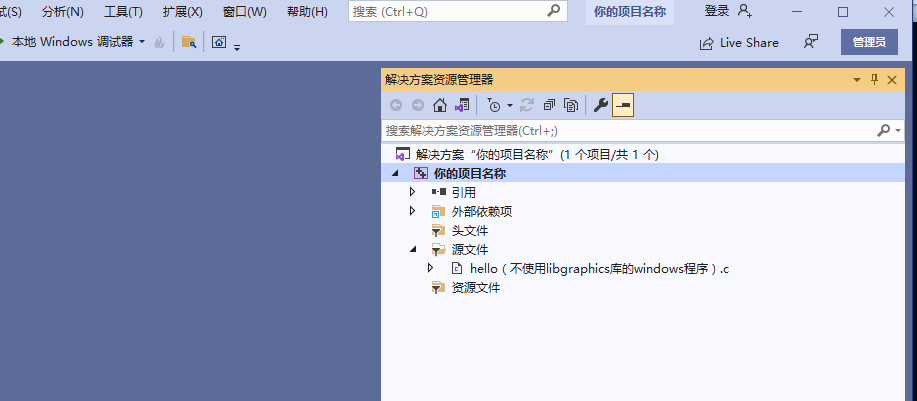 试(S) 分析(N) 工具(T) 扩展(X) 窗口(W) 帮助(H) 搜索 (Ctrl+Q) 你的项目名称 登录
本地 Windows 调试器 Live Share 管理员
解决方案资源管理器
搜索解决方案资源管理器(Ctrl+;)
解决方案“你的项目名称”(1 个项目/共 1 个)
你的项目名称
引用
外部依赖项
头文件
源文件
hello（不使用libgraphics库的windows程序）.c
资源文件